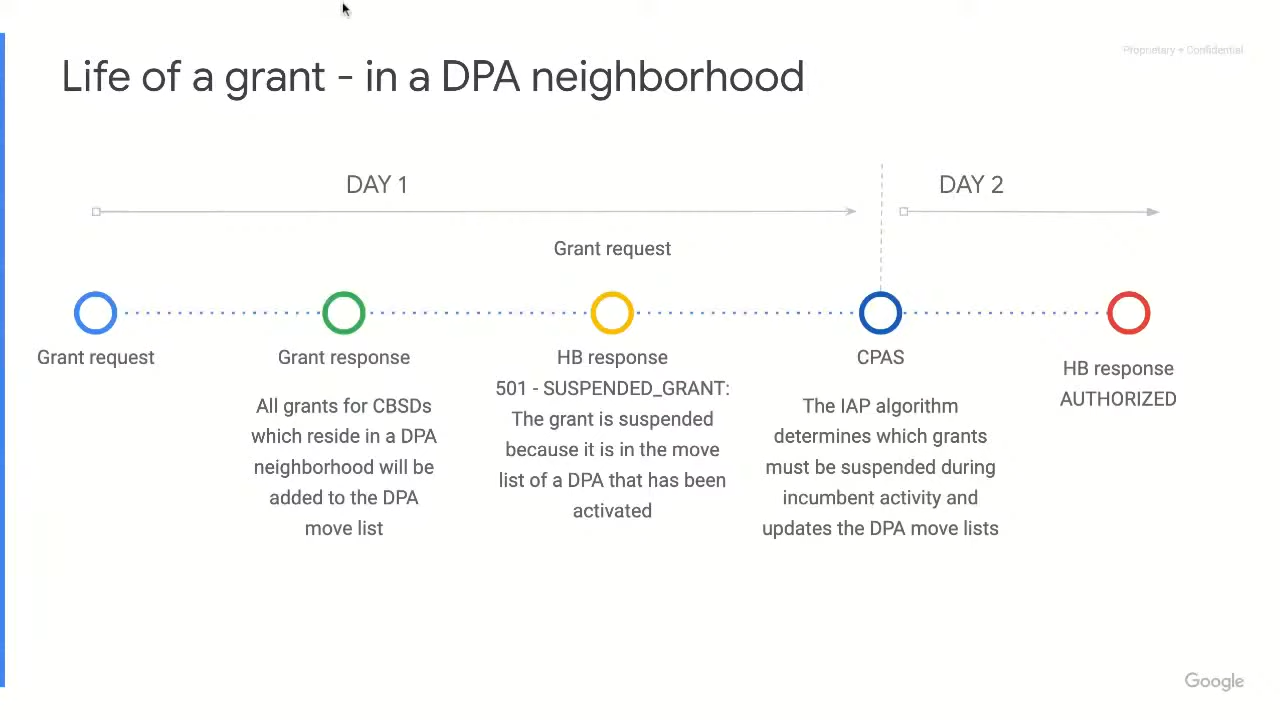 Proprietary + Confidential
Life of a grant - in a DPA neighborhood
DAY 1
DAY 2
Grant request
Grant request
Grant response
All grants for CBSDs
which reside in a DPA
neighborhood will be
added to the DPA
move list
HB response
501 - SUSPENDED_GRANT:
The grant is suspended
because it is in the move
list of a DPA that has been
activated
CPAS
The IAP algorithm
determines which grants
must be suspended during
incumbent activity and
updates the DPA move lists
HB response
AUTHORIZED
Google